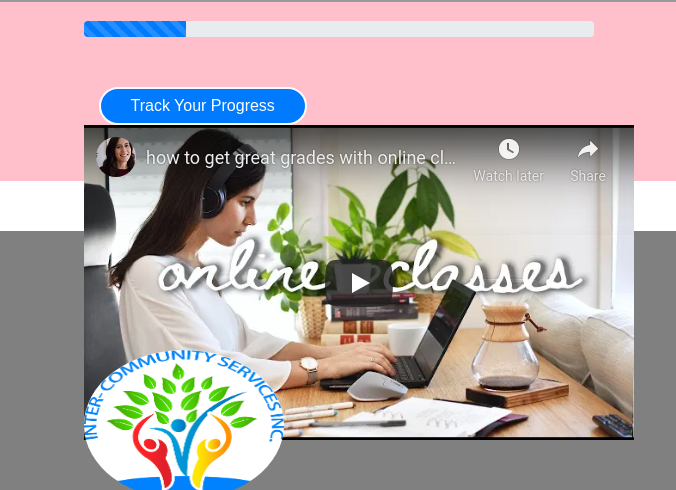 Track Your Progress
how to get great grades with online cl...
Watch later
Share
online classes
INTER-COMMUNITY SERVICES INC.